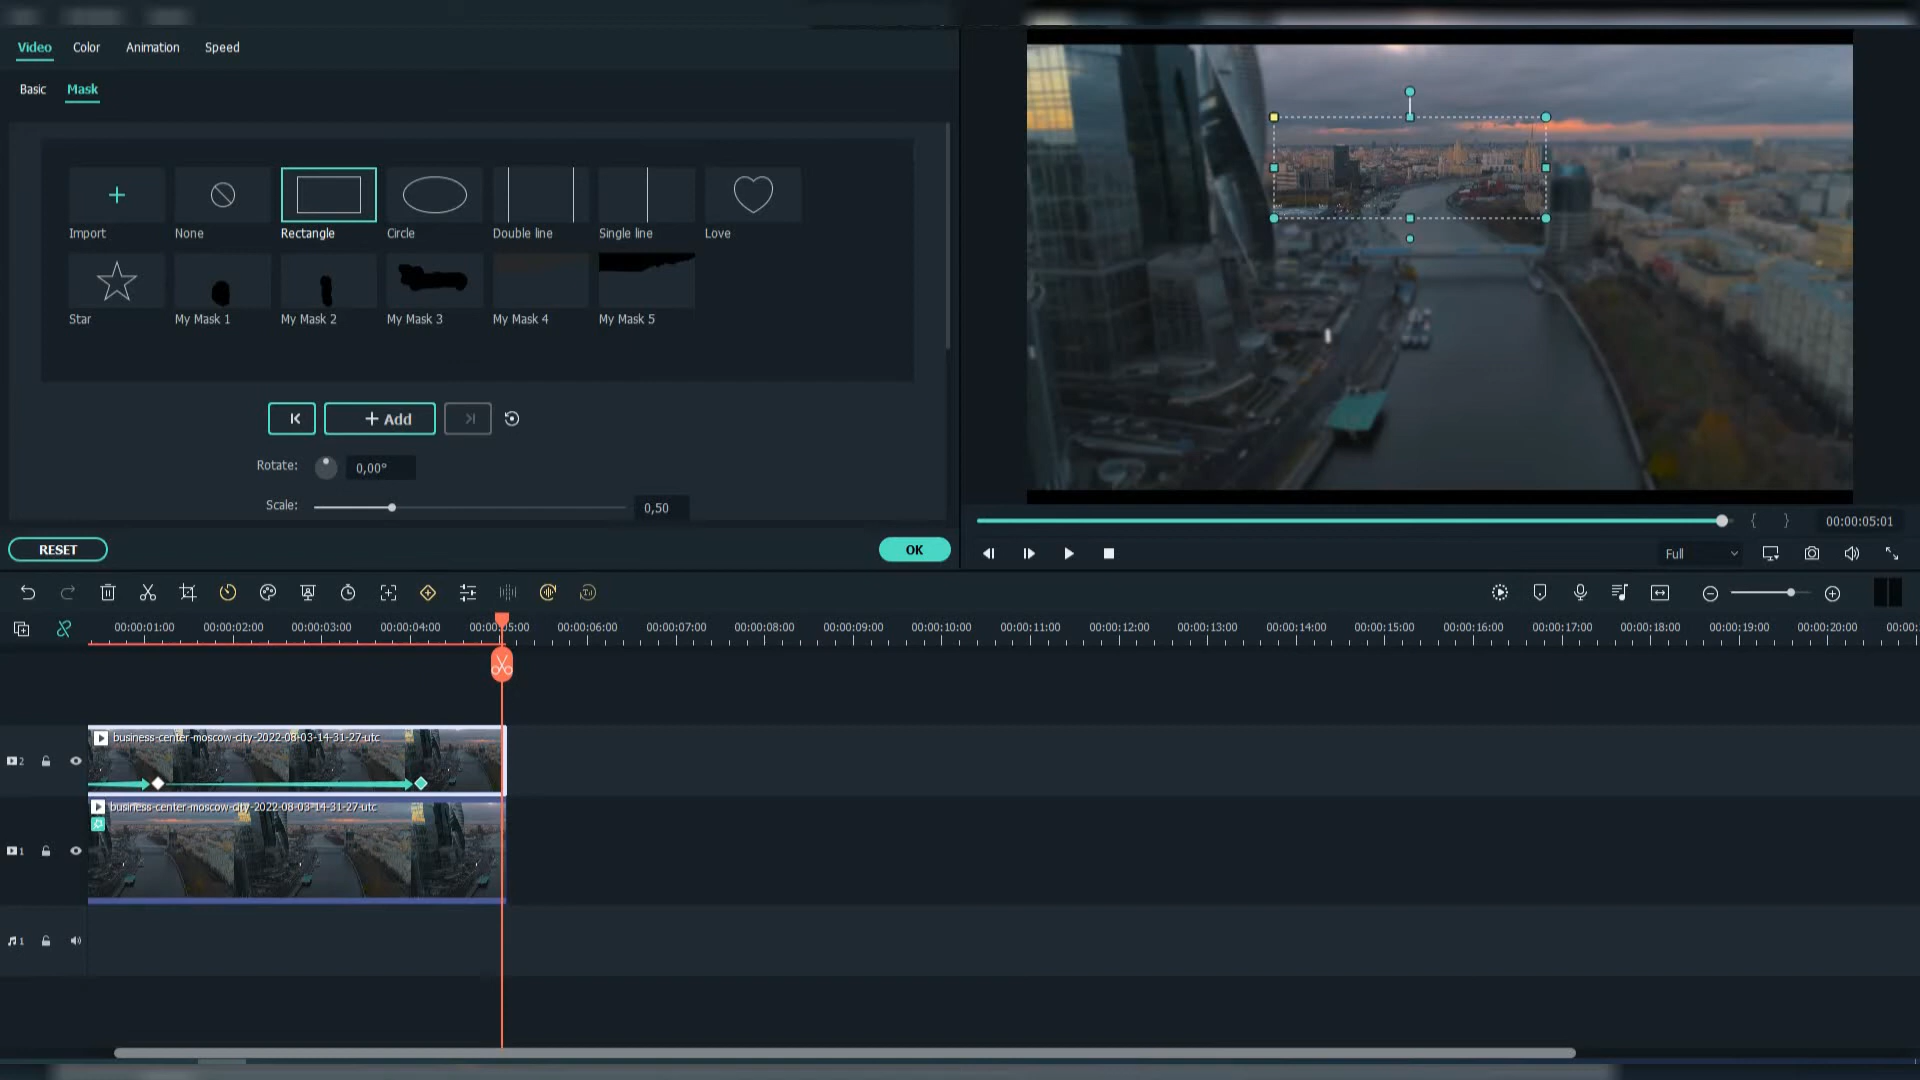 Video Color Animation Speed
Basic Mask
Import None Rectangle Circle Double line Single line Love
Star My Mask 1 My Mask 2 My Mask 3 My Mask 4 My Mask 5
+ Add
Rotate: 0,00°
Scale: 0,50
RESET OK
{ } 00:00:05:01
Full
00:00:01:00 00:00:02:00 00:00:03:00 00:00:04:00 00:00:05:00 00:00:06:00 00:00:07:00 00:00:08:00 00:00:09:00 00:00:10:00 00:00:11:00 00:00:12:00 00:00:13:00 00:00:14:00 00:00:15:00 00:00:16:00 00:00:17:00 00:00:18:00 00:00:19:00 00:00:20:00 00:00:
business-center-moscow-city-2022-08-03-14-31-27-utc
2
business-center-moscow-city-2022-08-03-14-31-27-utc
1
1